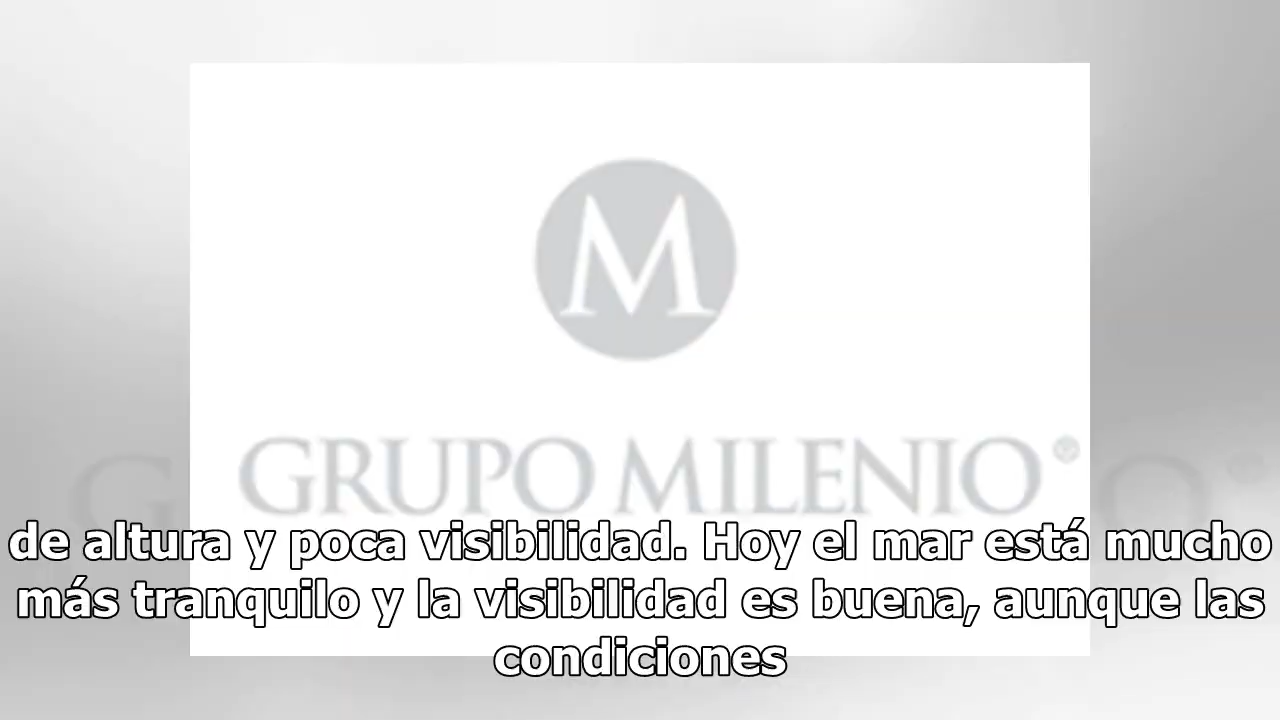 M
GRUPO MILENIO®
de altura y poca visibilidad. Hoy el mar está mucho
más tranquilo y la visibilidad es buena, aunque las
condiciones